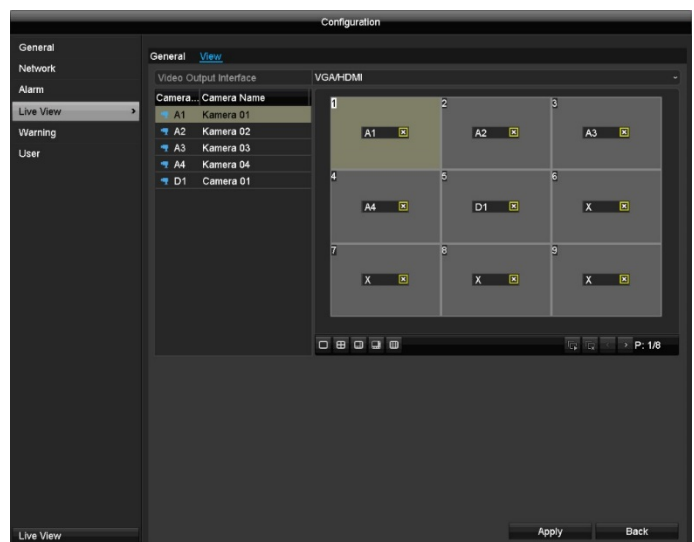 Configuration
General
Network
Alarm
Live View >
Warning
User
General View
Video Output Interface VGA/HDMI
Camera... Camera Name
A1 Kamera 01
A2 Kamera 02
A3 Kamera 03
A4 Kamera 04
D1 Camera 01
1 2 3
A1 A2 A3
4 5 6
A4 D1 X
7 8 9
X X X
P: 1/8
Apply Back
Live View